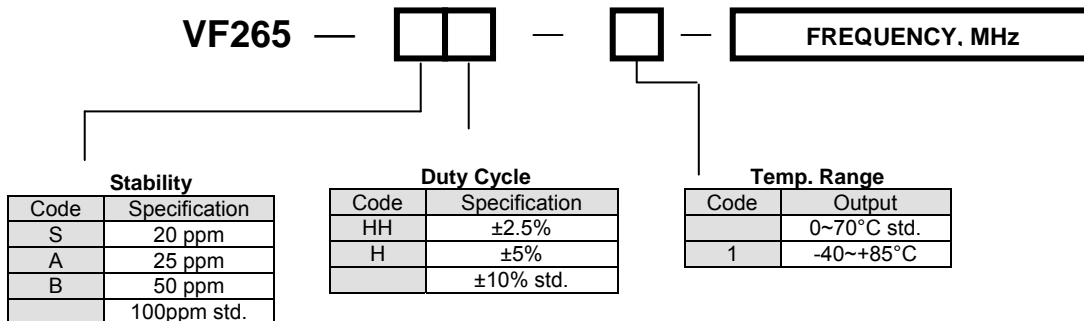 VF265 — — — FREQUENCY, MHz
Stability
Code Specification
S 20 ppm
A 25 ppm
B 50 ppm
100ppm std.
Duty Cycle
Code Specification
HH ±2.5%
H ±5%
±10% std.
Temp. Range
Code Output
0~70°C std.
1 -40~+85°C